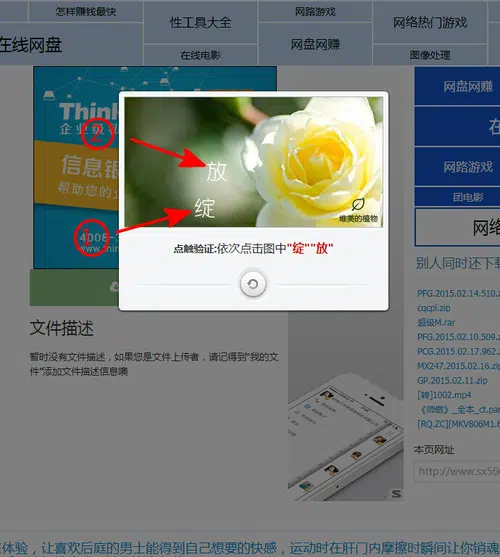 怎样赚钱最快
性工具大全
网路游戏
网络热门游戏
在线网盘
在线电影
网盘网赚
图像处理
Think
企业级
信息银
帮助您的企
4008-
www.thin
②
①
放
绽
唯美的植物
点触验证:依次点击图中"绽""放"
网盘网赚
在
网路游戏
团电影
网络
别人同时还下载
PFG.2015.02.14.510.z
cqcpl.zip
超级M.rar
PFG.2015.02.10.509.
PCG.2015.02.17.962.
MX247.2015.02.16.zip
GP.2015.02.11.zip
[转]1002.mp4
《师傲》_全本_ct.par
[RQ.ZC][MKV806M1.6
文件描述
暂时没有文件描述，如果您是文件上传者，请记得到"我的文
件"添加文件描述信息噢
本页网址
http://www.sx56
体验，让喜欢后庭的男士能得到自己想要的快感，运动时在肛门内摩擦时瞬间让你销魂